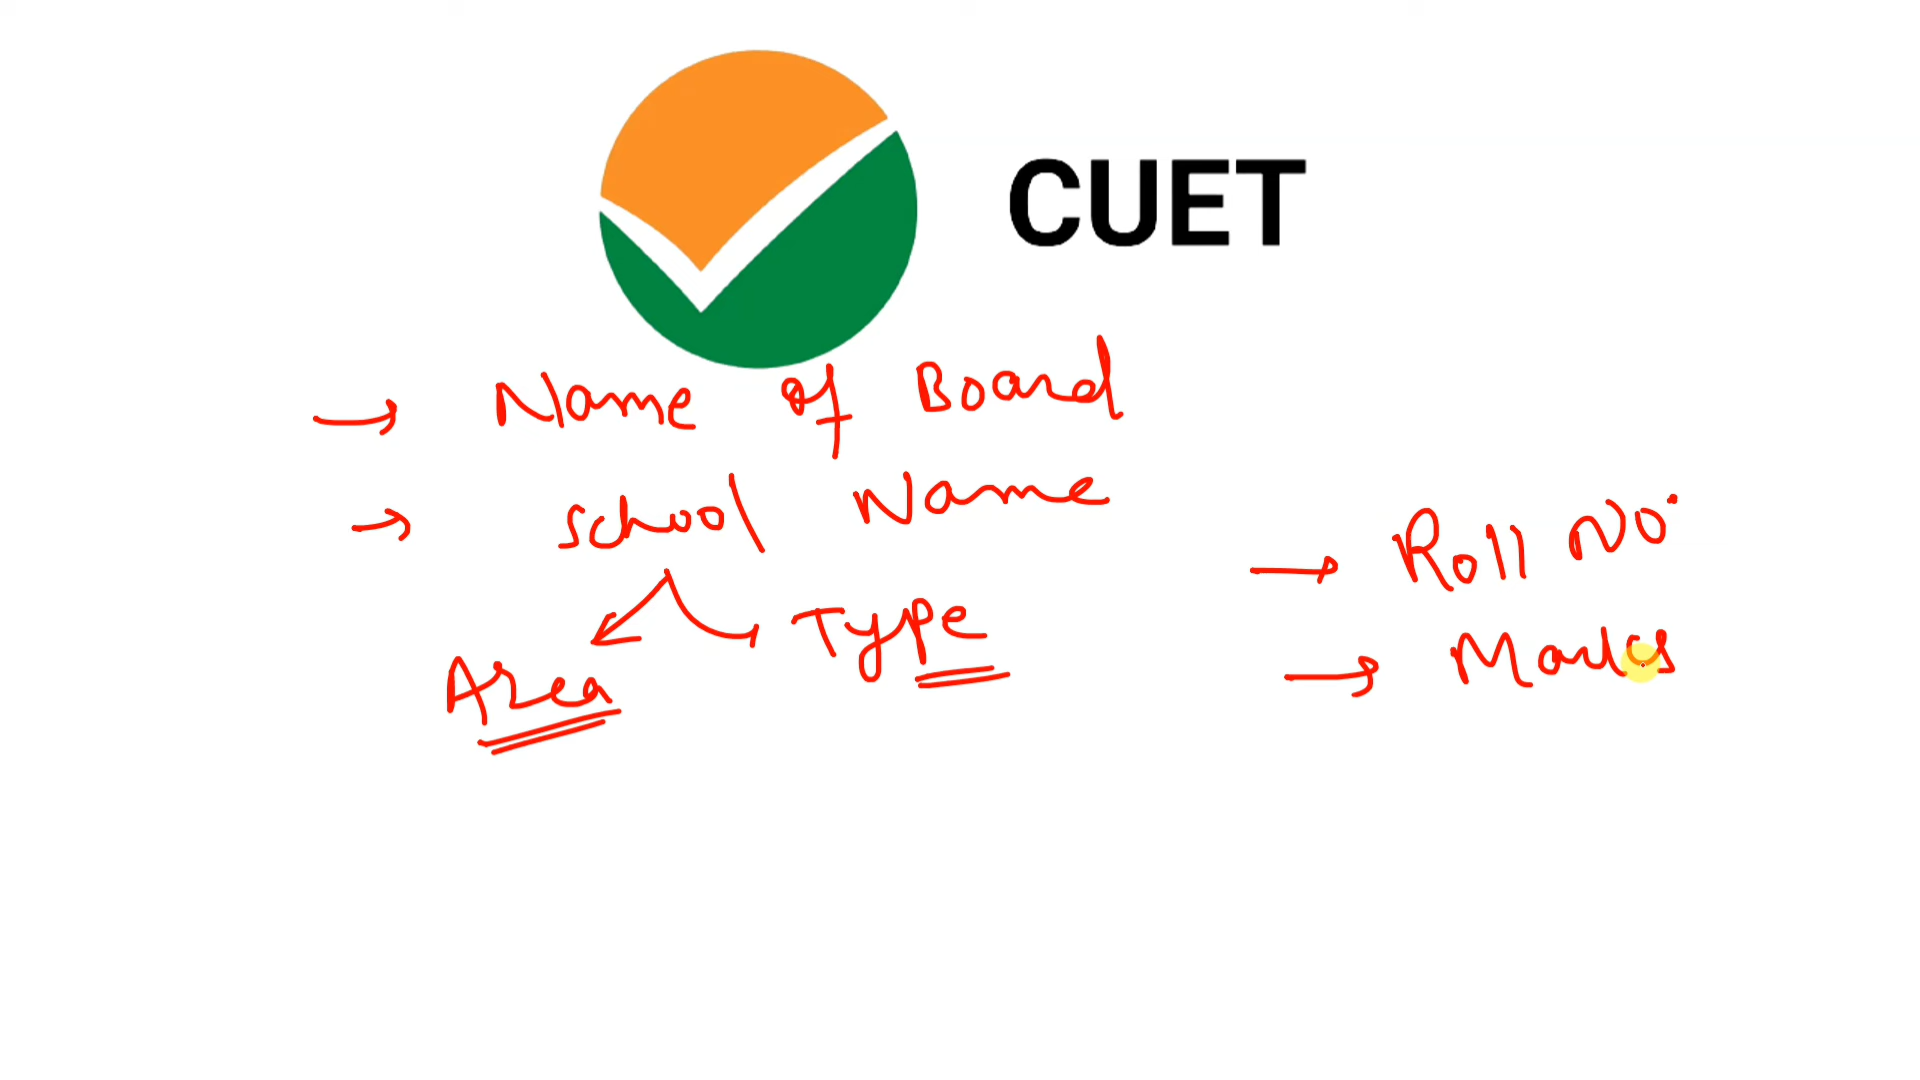 CUET
→ Name of Board
→ School Name
Area
Type
→ Roll No.
→ Marks